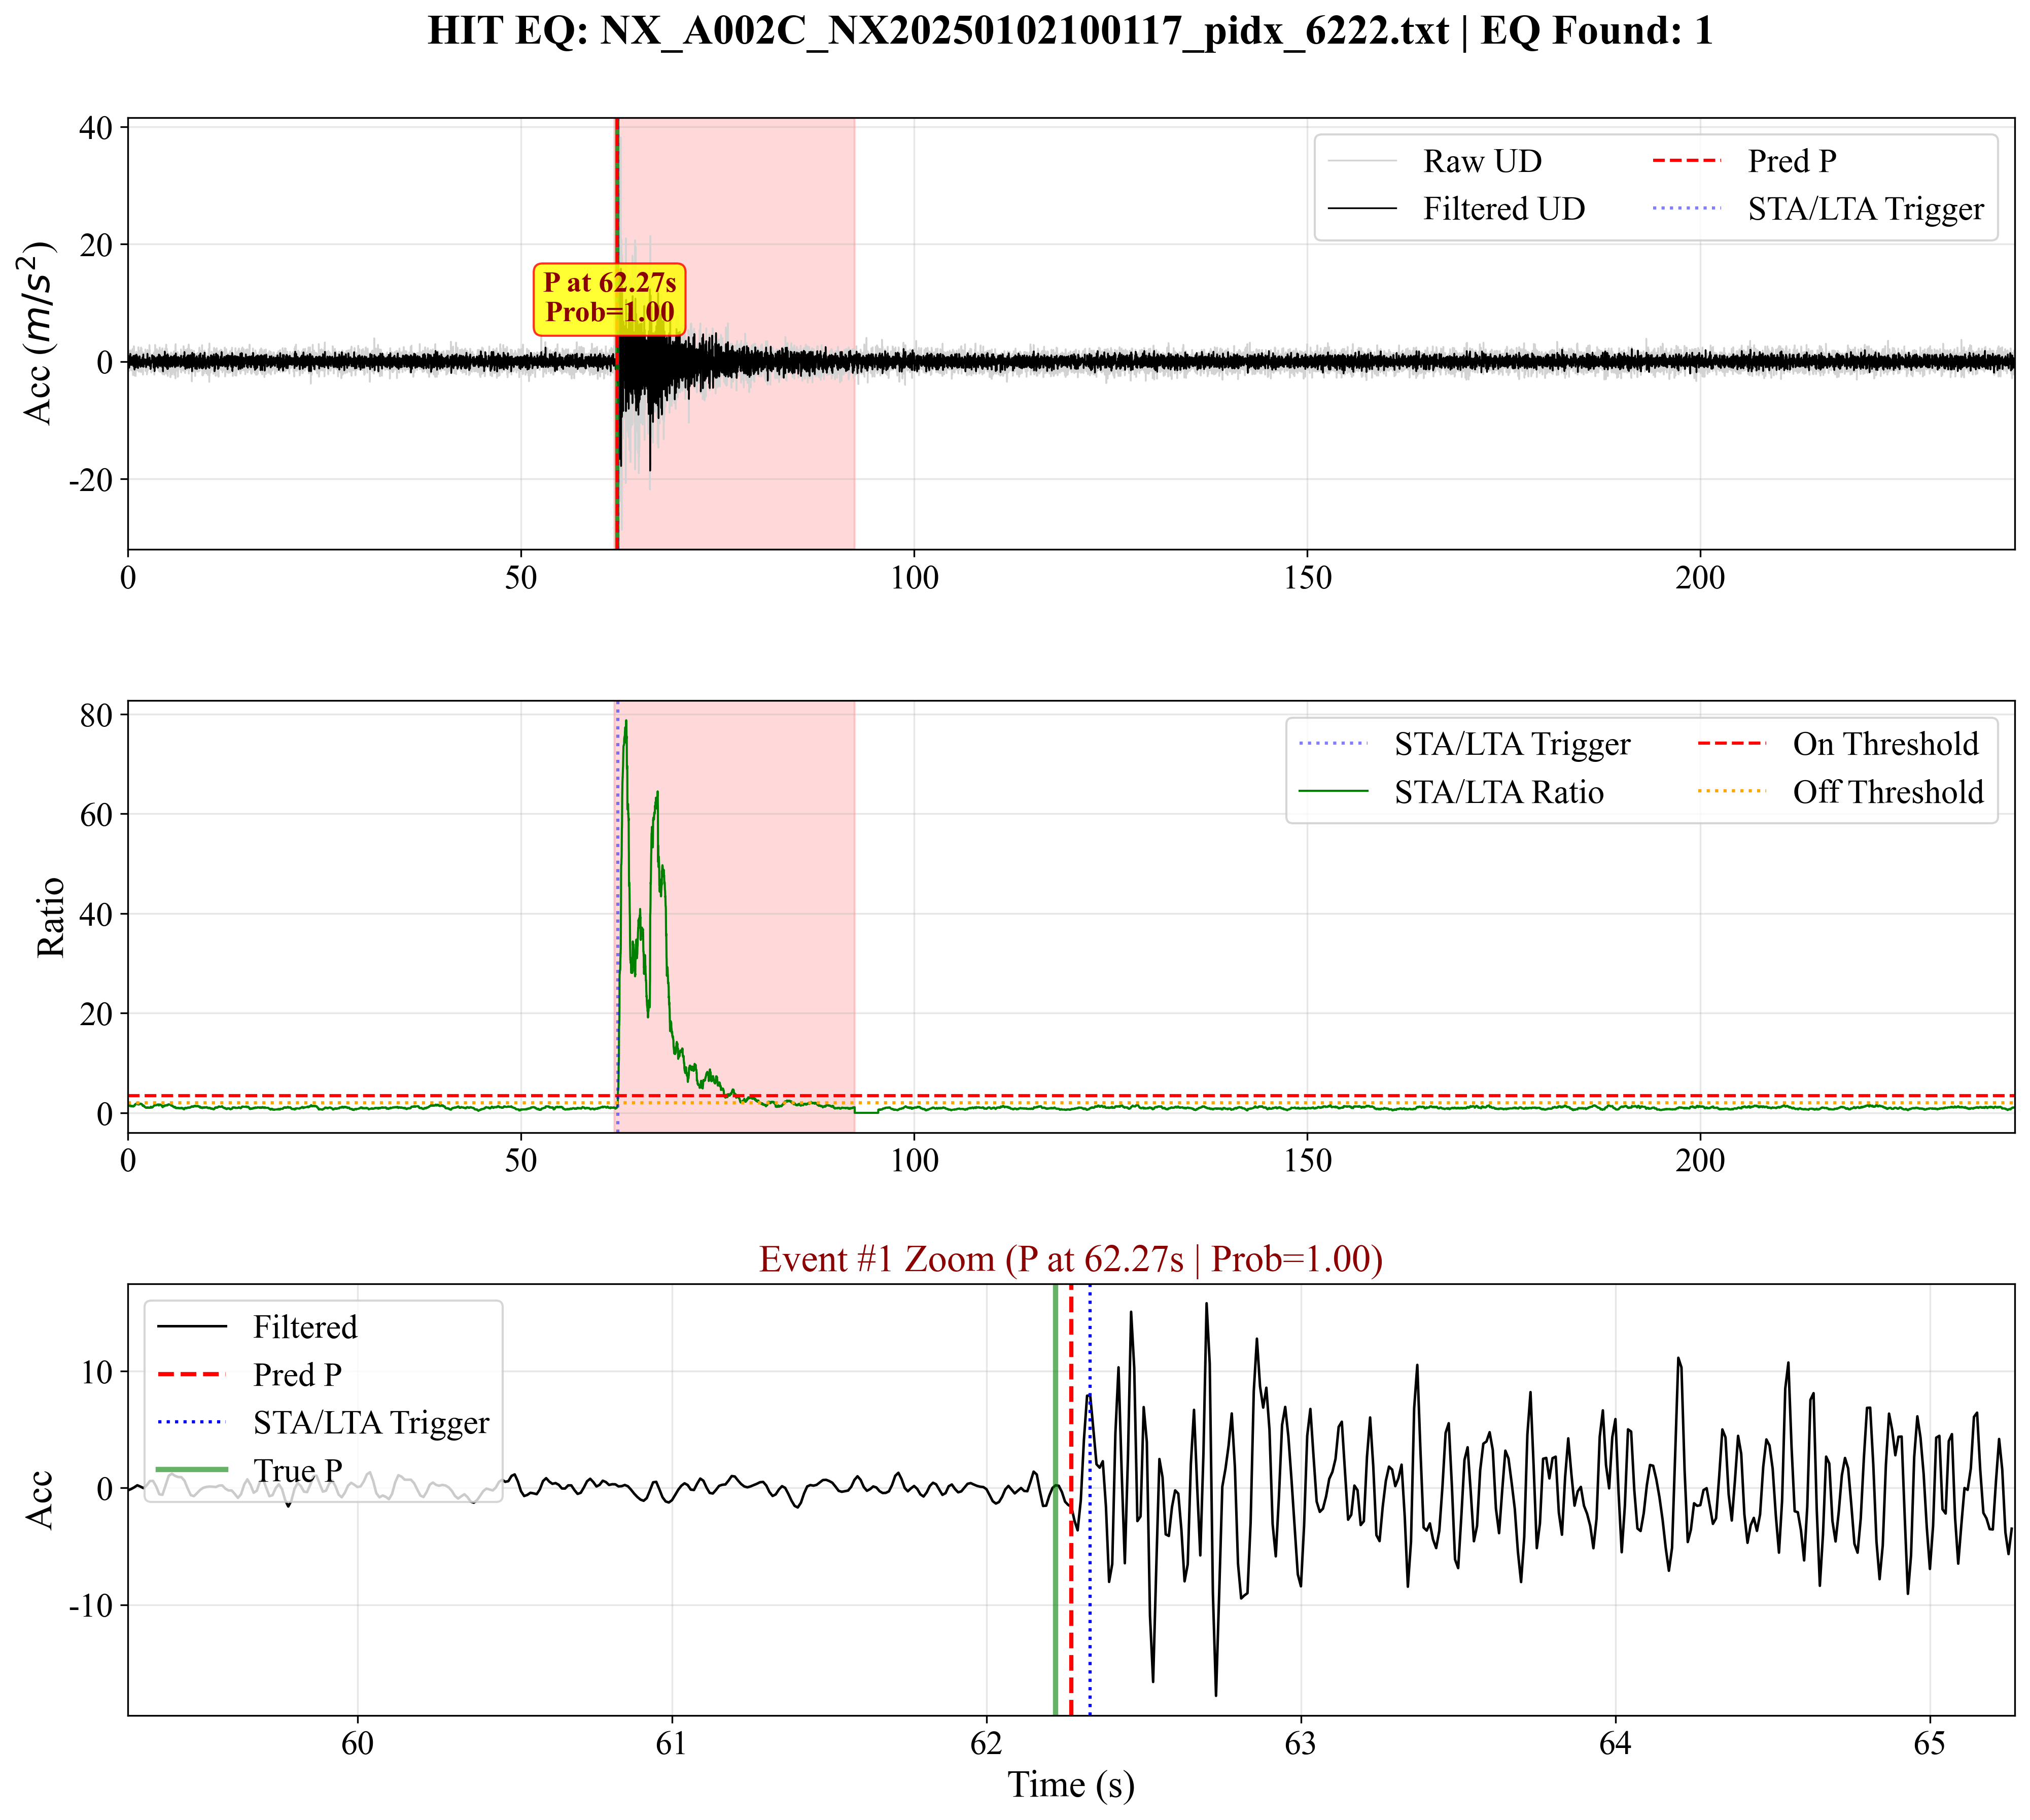 HIT EQ: NX_A002C_NX20250102100117_pidx_6222.txt | EQ Found: 1
Acc (m/s²)
40
20
0
-20
Raw UD
Filtered UD
Pred P
STA/LTA Trigger
P at 62.27s
Prob=1.00
0 50 100 150 200
Ratio
80
60
40
20
0
STA/LTA Trigger
STA/LTA Ratio
On Threshold
Off Threshold
0 50 100 150 200
Event #1 Zoom (P at 62.27s | Prob=1.00)
Acc
10
0
-10
Filtered
Pred P
STA/LTA Trigger
True P
60 61 62 63 64 65
Time (s)